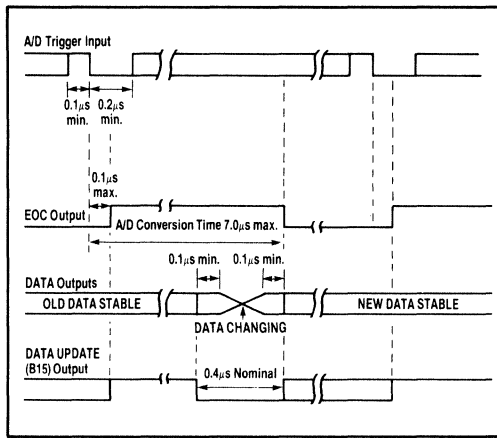 A/D Trigger Input
0.1μs 0.2μs
min. min.
0.1μs
max.
EOC Output
A/D Conversion Time 7.0μs max.
0.1μs min. 0.1μs min.
DATA Outputs
OLD DATA STABLE NEW DATA STABLE
DATA CHANGING
DATA UPDATE
(B15) Output 0.4μs Nominal